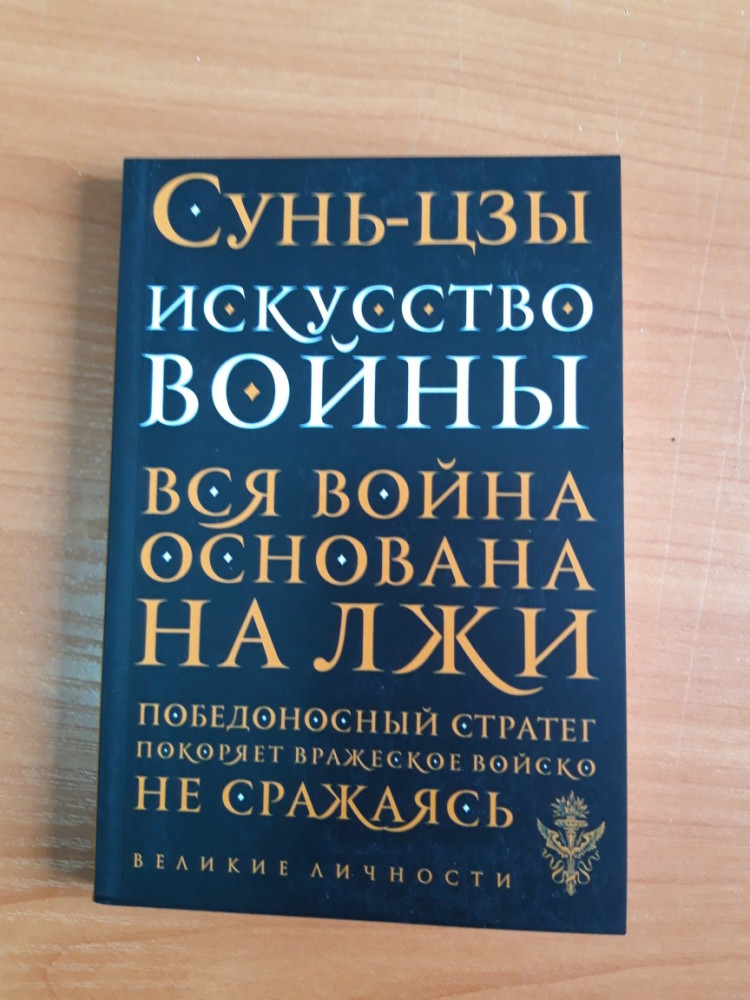 Сунь-цзы
искусство
войны
вся война
основана
на лжи
победоносный стратег
покоряет вражеское войско
не сражаясь
великие личности